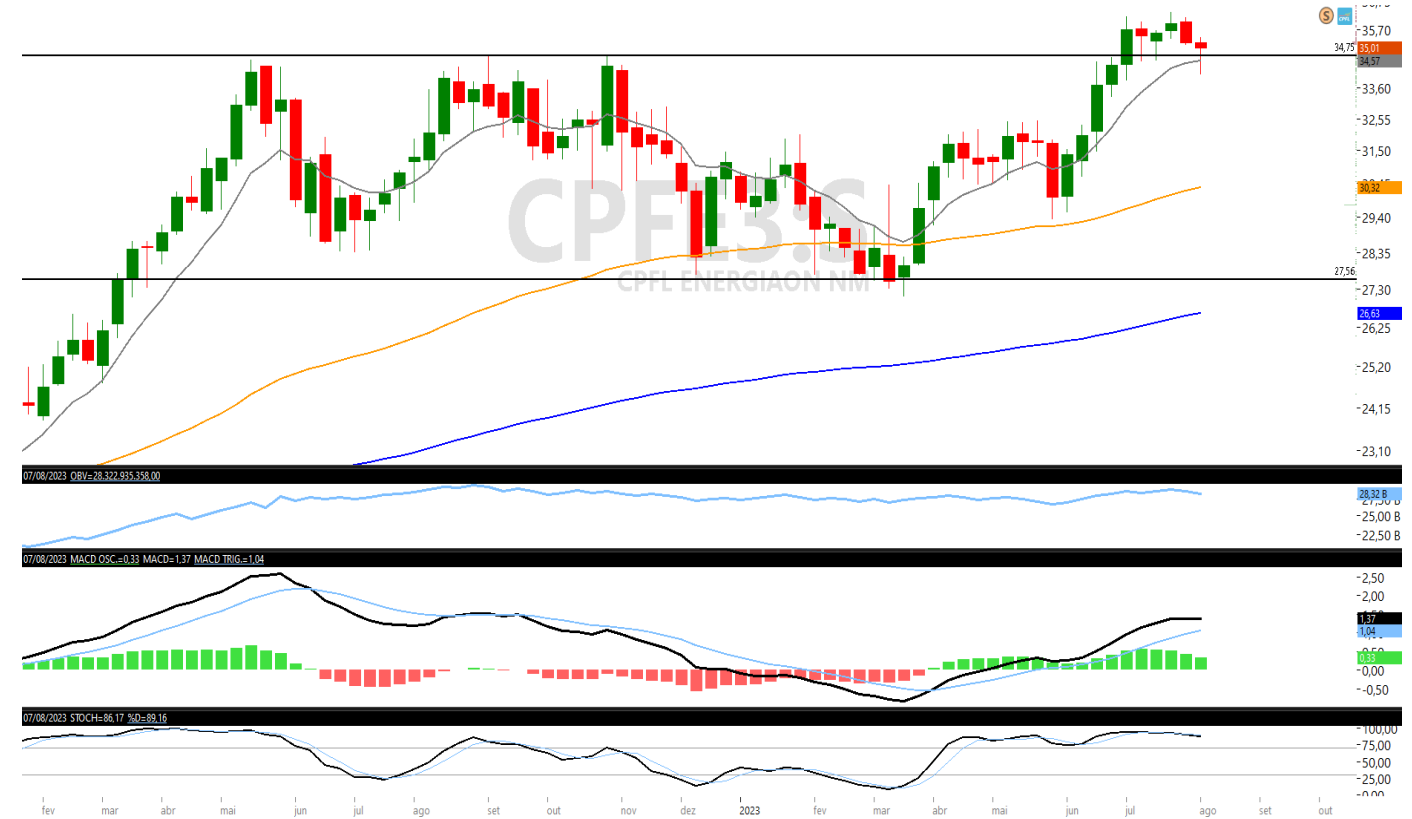 35,70
34,75
35,01
34,57
33,60
32,55
31,50
30,32
29,40
28,35
27,56
27,30
26,63
26,25
25,20
24,15
23,10
CPFE3:S
CPFL ENERGIAON NM
S
07/08/2023 OBV=28.322.935.358,00
28,32 B
25,00 B
22,50 B
07/08/2023 MACD OSC.=0,33 MACD=1,37 MACD TRIG.=1,04
2,50
2,00
1,37
1,04
0,33
0,00
-0,50
07/08/2023 STOCH=86,17 %D=89,16
100,00
75,00
50,00
25,00
0,00
fev mar abr mai jun jul ago set out nov dez 2023 fev mar abr mai jun jul ago set out